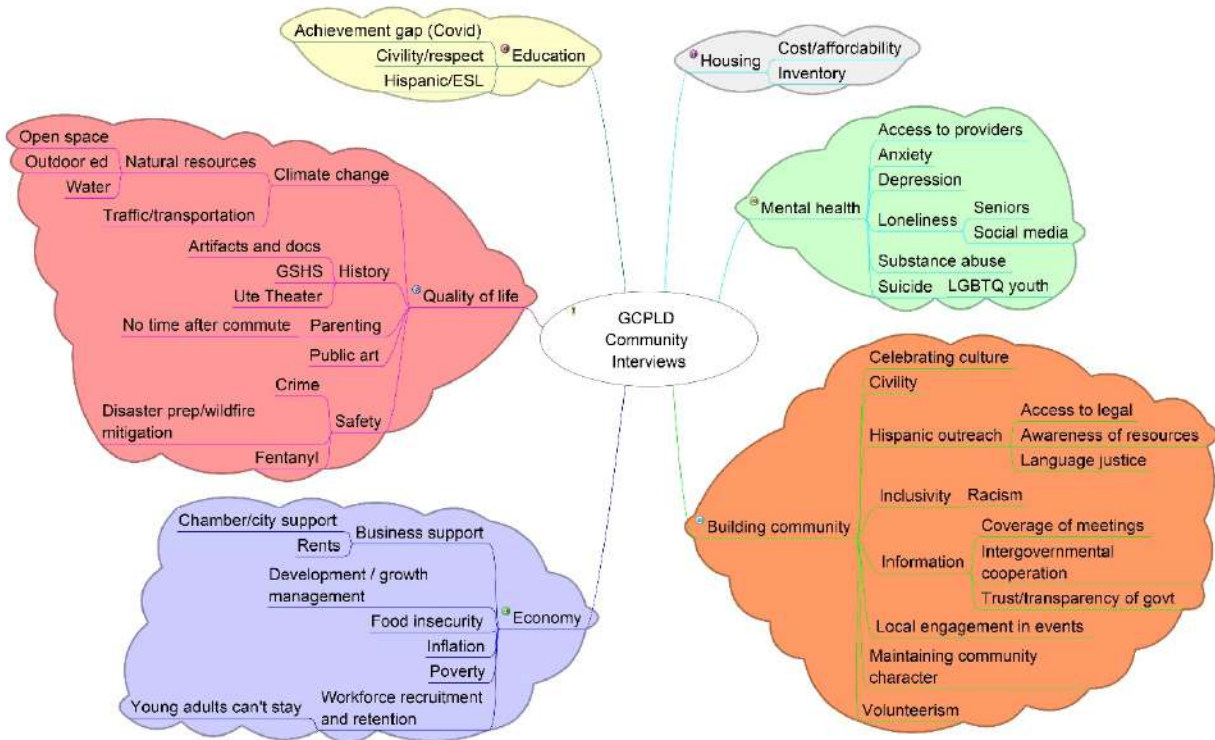 GCPLD
Community
Interviews
Education
Achievement gap (Covid)
Civility/respect
Hispanic/ESL
Housing
Cost/affordability
Inventory
Mental health
Access to providers
Anxiety
Depression
Loneliness
Seniors
Social media
Substance abuse
Suicide
LGBTQ youth
Building community
Celebrating culture
Civility
Hispanic outreach
Access to legal
Awareness of resources
Language justice
Inclusivity
Racism
Information
Coverage of meetings
Intergovernmental
cooperation
Trust/transparency of govt
Local engagement in events
Maintaining community
character
Volunteerism
Quality of life
Climate change
Natural resources
Open space
Outdoor ed
Water
Traffic/transportation
History
Artifacts and docs
GSHS
Ute Theater
Parenting
No time after commute
Public art
Safety
Crime
Disaster prep/wildfire
mitigation
Fentanyl
Economy
Business support
Chamber/city support
Rents
Development / growth
management
Food insecurity
Inflation
Poverty
Workforce recruitment
and retention
Young adults can't stay